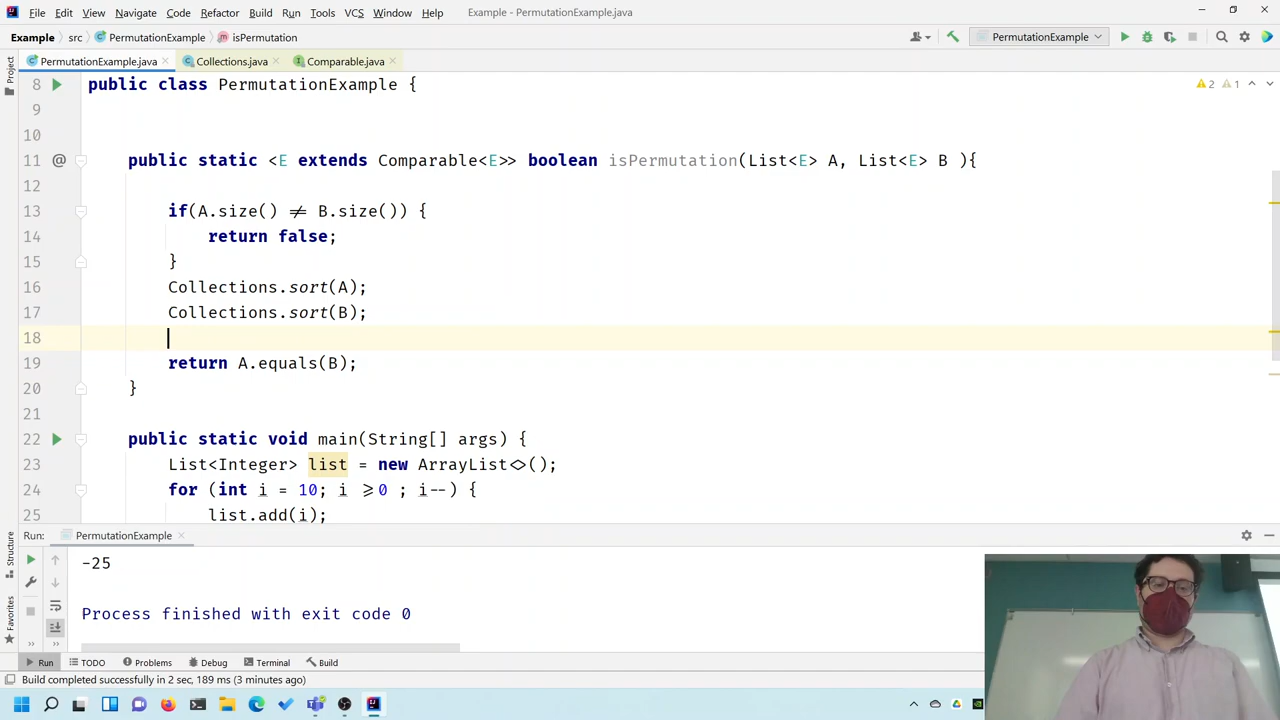 File Edit View Navigate Code Refactor Build Run Tools VCS Window Help Example - PermutationExample.java
Example src PermutationExample isPermutation PermutationExample
Project PermutationExample.java Collections.java Comparable.java
8 public class PermutationExample { 2 1
9
10
11 @ public static <E extends Comparable<E>> boolean isPermutation(List<E> A, List<E> B ){
12
13 if(A.size() ≠ B.size()) {
14 return false;
15 }
16 Collections.sort(A);
17 Collections.sort(B);
18
19 return A.equals(B);
20 }
21
22 public static void main(String[] args) {
23 List<Integer> list = new ArrayList<>();
24 for (int i = 10; i ⩾0 ; i--) {
25 list.add(i);
Run: PermutationExample
Structure
Favorites
-25
Process finished with exit code 0
Run TODO Problems Debug Terminal Build
Build completed successfully in 2 sec, 189 ms (3 minutes ago)